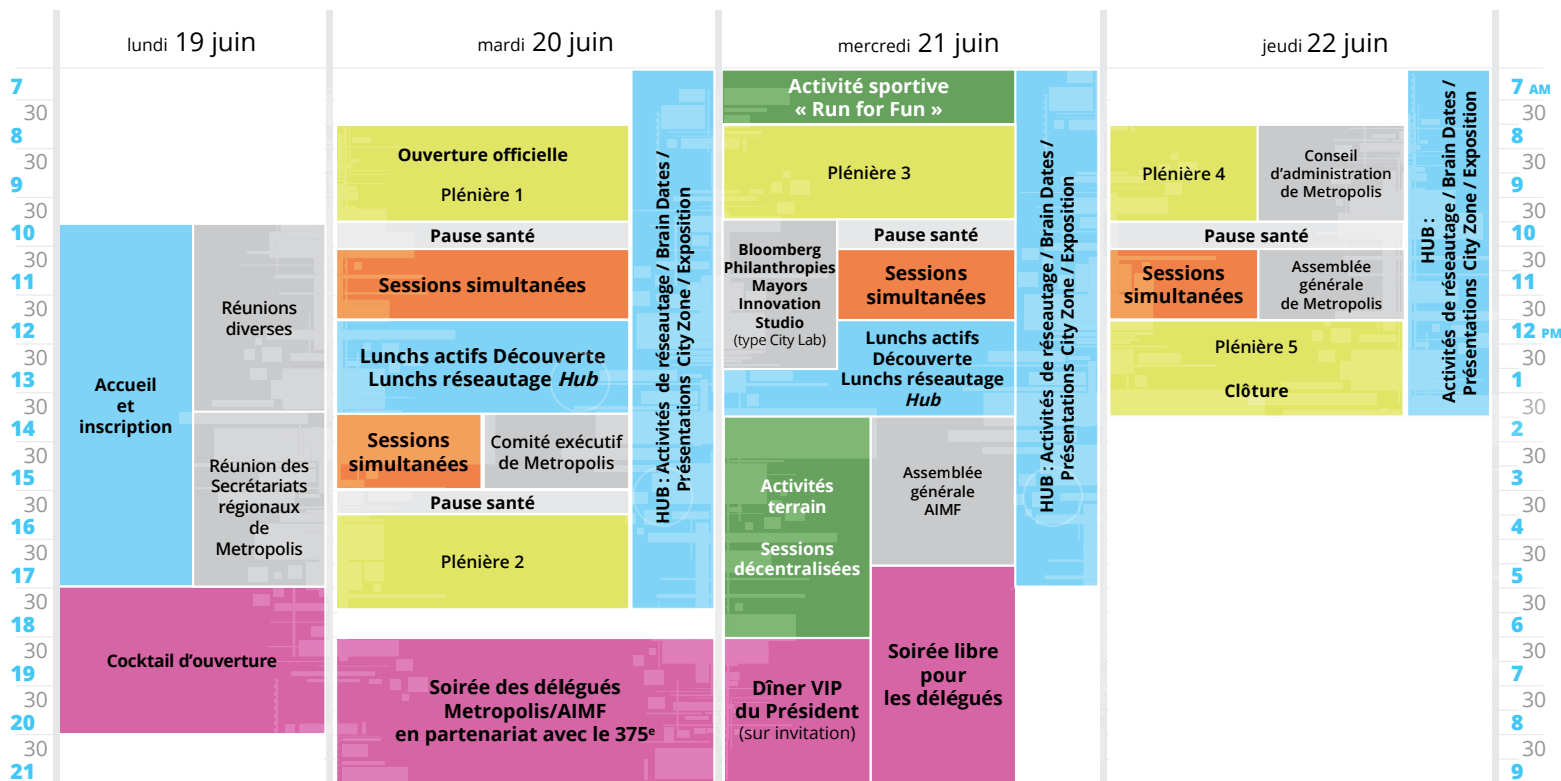 lundi 19 juin
mardi 20 juin
mercredi 21 juin
jeudi 22 juin
7
30
8
30
9
30
10
30
11
30
12
30
13
30
14
30
15
30
16
30
17
30
18
30
19
30
20
30
21
Accueil
et
inscription
Réunions
diverses
Réunion des
Secrétariats
régionaux
de
Metropolis
Cocktail d’ouverture
Ouverture officielle
Plénière 1
Pause santé
Sessions simultanées
Lunchs actifs Découverte
Lunchs réseautage Hub
Sessions
simultanées
Comité exécutif
de Metropolis
Pause santé
Plénière 2
HUB : Activités de réseautage / Brain Dates /
Présentations City Zone / Exposition
Soirée des délégués
Metropolis/AIMF
en partenariat avec le 375e
Activité sportive
« Run for Fun »
Plénière 3
Bloomberg
Philanthropies
Mayors
Innovation
Studio
(type City Lab)
Pause santé
Sessions
simultanées
Lunchs actifs
Découverte
Lunchs réseautage
Hub
Activités
terrain
Sessions
décentralisées
Assemblée
générale
AIMF
HUB : Activités de réseautage / Brain Dates /
Présentations City Zone / Exposition
Dîner VIP
du Président
(sur invitation)
Soirée libre
pour
les délégués
Plénière 4
Conseil
d’administration
de Metropolis
Pause santé
Sessions
simultanées
Assemblée
générale
de Metropolis
Plénière 5
Clôture
HUB :
Activités de réseautage / Brain Dates /
Présentations City Zone / Exposition
7 AM
30
8
30
9
30
10
30
11
30
12 PM
30
1
30
2
30
3
30
4
30
5
30
6
30
7
30
8
30
9